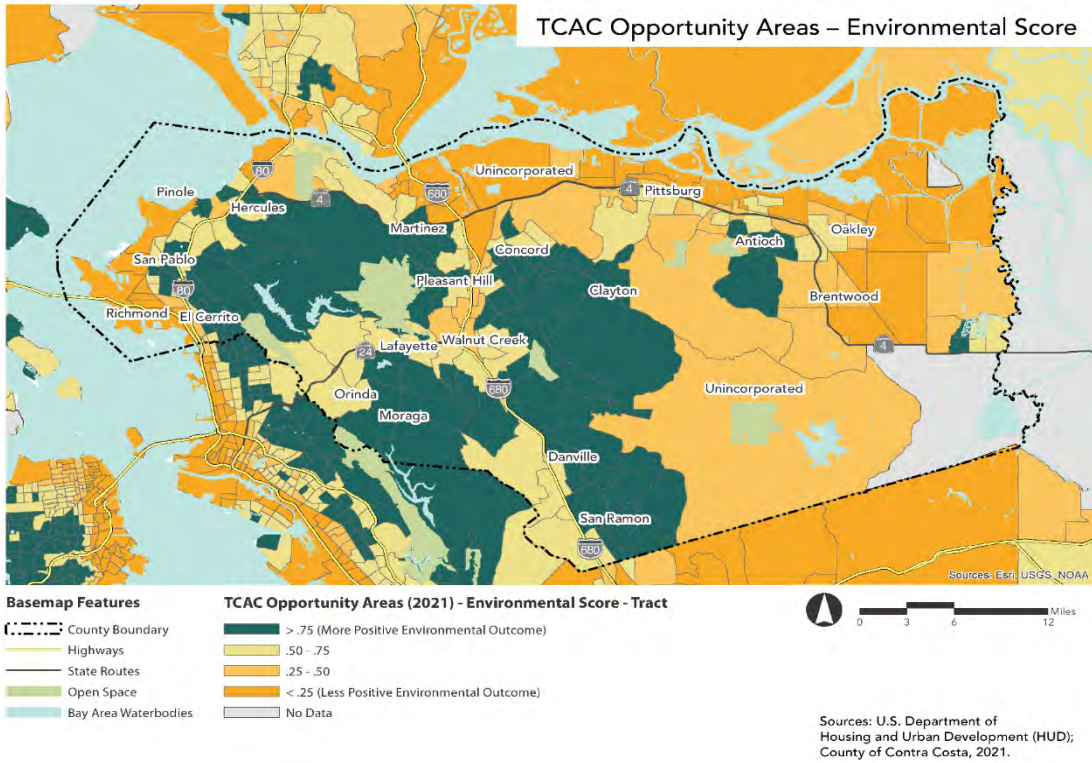 TCAC Opportunity Areas – Environmental Score
Unincorporated
80
Pinole
680
4
Pittsburg
Hercules
4
Martinez
Oakley
Antioch
Concord
San Pablo
Pleasant Hill
80
Clayton
Brentwood
Richmond
El Cerrito
Walnut Creek
Lafayette
4
24
Unincorporated
680
Orinda
Moraga
Danville
San Ramon
680
Sources: Esri, USGS, NOAA
Basemap Features
County Boundary
Highways
State Routes
Open Space
Bay Area Waterbodies
TCAC Opportunity Areas (2021) - Environmental Score - Tract
> .75 (More Positive Environmental Outcome)
.50 - .75
.25 - .50
< .25 (Less Positive Environmental Outcome)
No Data
Miles
0 3 6 12
Sources: U.S. Department of
Housing and Urban Development (HUD);
County of Contra Costa, 2021.